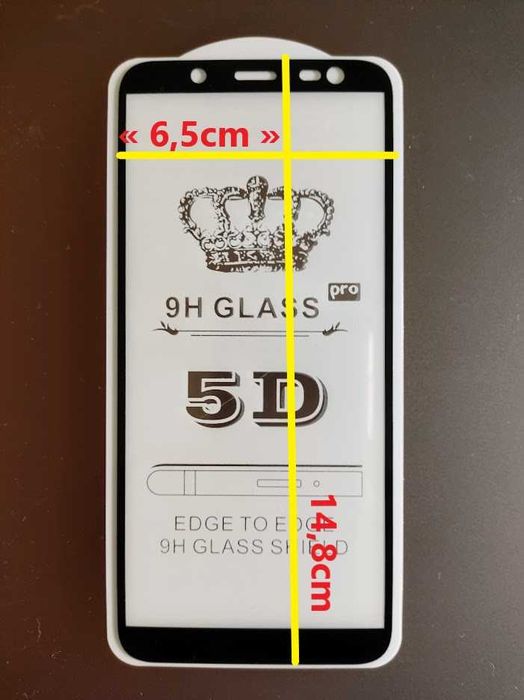 « 6,5cm »
9H GLASS pro
5D
14,8cm
EDGE TO EDGE
9H GLASS SHIELD